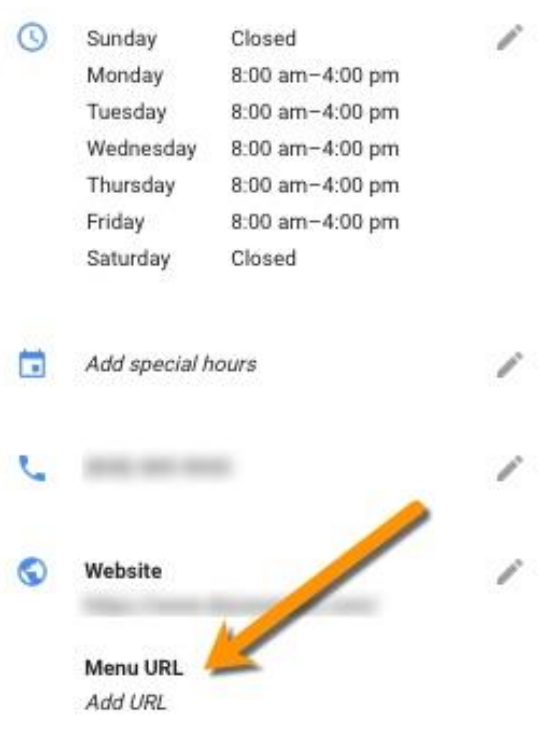 Sunday Closed
Monday 8:00 am–4:00 pm
Tuesday 8:00 am–4:00 pm
Wednesday 8:00 am–4:00 pm
Thursday 8:00 am–4:00 pm
Friday 8:00 am–4:00 pm
Saturday Closed
Add special hours
Website
Menu URL
Add URL